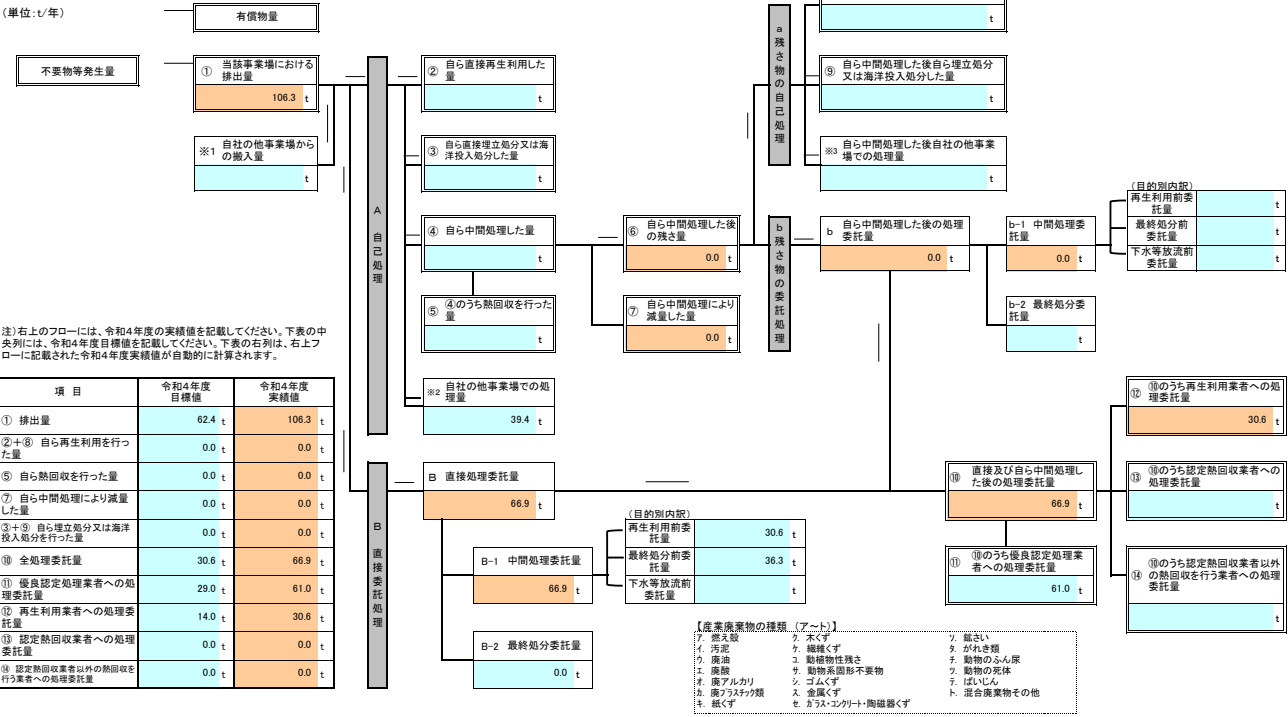 （単位：t/年）
有償物量
不要物等発生量
① 当該事業場における
排出量
106.3 t
※1 自社の他事業場から
の搬入量
t
A 自己処理
② 自ら直接再生利用した
量
t
③ 自ら直接埋立処分又は海
洋投入処分した量
t
④ 自ら中間処理した量
t
⑤ ④のうち熱回収を行った
量
t
※2 自社の他事業場での処
理量
39.4 t
⑥ 自ら中間処理した後
の残さ量
0.0 t
⑦ 自ら中間処理により
減量した量
0.0 t
a 残さ物の自己処理
t
⑨ 自ら中間処理した後自ら埋立処分
又は海洋投入処分した量
t
※3 自ら中間処理した後自社の他事業
場での処理量
t
b 残さ物の委託処理
b 自ら中間処理した後の処理
委託量
0.0 t
b-1 中間処理委
託量
0.0 t
b-2 最終処分委
託量
t
（目的別内訳）
再生利用前委
託量 t
最終処分前
委託量 t
下水等放流前
委託量 t
注）右上のフローには、令和4年度の実績値を記載してください。下表の中
央列には、令和4年度目標値を記載してください。下表の右列は、右上フ
ローに記載された令和4年度実績値が自動的に計算されます。
項 目 令和4年度
目標値 令和4年度
実績値
① 排出量 62.4 t 106.3 t
②＋⑧ 自ら再生利用を行っ
た量 0.0 t 0.0 t
⑤ 自ら熱回収を行った量 0.0 t 0.0 t
⑦ 自ら中間処理により減量
した量 0.0 t 0.0 t
③＋⑨ 自ら埋立処分又は海洋
投入処分を行った量 0.0 t 0.0 t
⑩ 全処理委託量 30.6 t 66.9 t
⑪ 優良認定処理業者への処
理委託量 29.0 t 61.0 t
⑫ 再生利用業者への処理委
託量 14.0 t 30.6 t
⑬ 認定熱回収業者への処理
委託量 0.0 t 0.0 t
⑭ 認定熱回収業者以外の熱回収を
行う業者への処理委託量 0.0 t 0.0 t
B 直接委託処理
B 直接処理委託量
66.9 t
B-1 中間処理委託量
66.9 t
B-2 最終処分委託量
0.0 t
（目的別内訳）
再生利用前委
託量 30.6 t
最終処分前委
託量 36.3 t
下水等放流前
委託量 t
⑩ 直接及び自ら中間処理し
た後の処理委託量
66.9 t
⑪ ⑩のうち優良認定処理業
者への処理委託量
61.0 t
⑫ ⑩のうち再生利用業者への処
理委託量
30.6 t
⑬ ⑩のうち認定熱回収業者への
処理委託量
t
⑭ ⑩のうち認定熱回収業者以外
の熱回収を行う業者への処理
委託量
t
【産業廃棄物の種類 （ア～ト）】
ア. 燃え殻 ク. 木くず ソ. 鉱さい
イ. 汚泥 ケ. 繊維くず タ. がれき類
ウ. 廃油 コ. 動植物性残さ チ. 動物のふん尿
エ. 廃酸 サ. 動物系固形不要物 ツ. 動物の死体
オ. 廃アルカリ シ. ゴムくず テ. ばいじん
カ. 廃プラスチック類 ス. 金属くず ト. 混合廃棄物その他
キ. 紙くず セ. ガラス・コンクリート・陶磁器くず